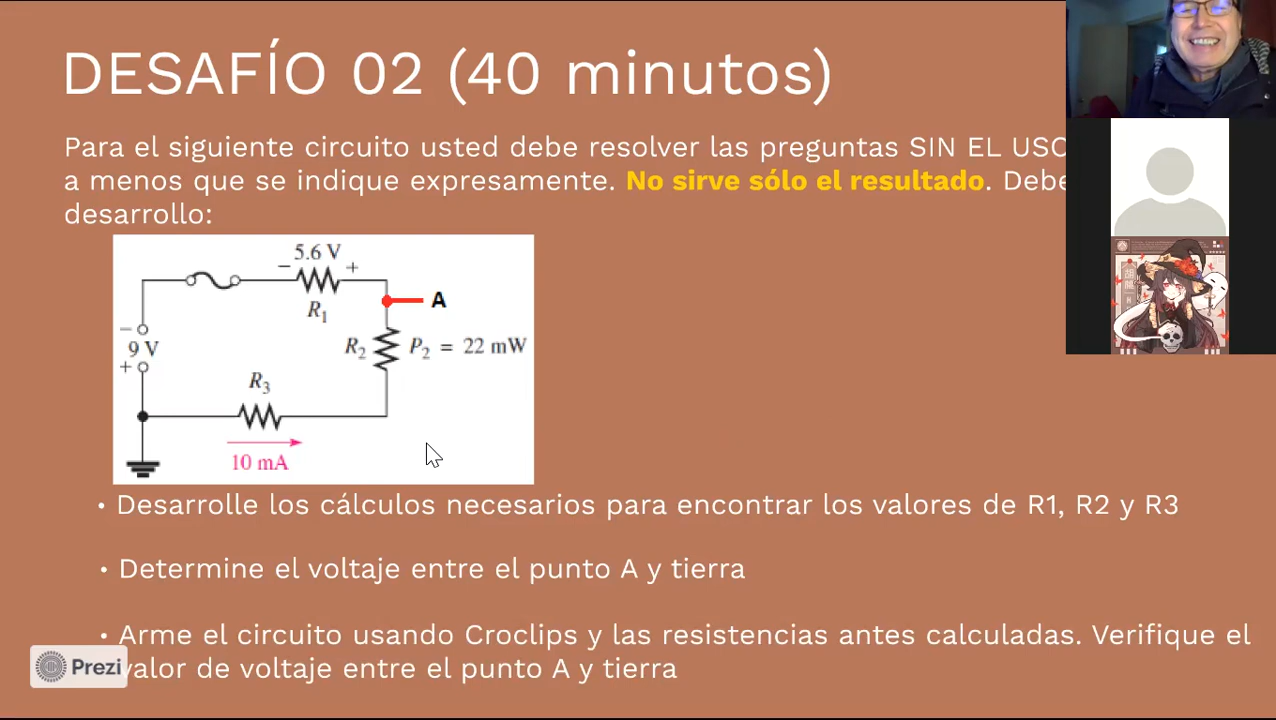 DESAFÍO 02 (40 minutos)
Para el siguiente circuito usted debe resolver las preguntas SIN EL USO
a menos que se indique expresamente. No sirve sólo el resultado. Debe
desarrollo:
5.6 V
− +
R1
A
R2 P2 = 22 mW
−
9 V
+
R3
10 mA
• Desarrolle los cálculos necesarios para encontrar los valores de R1, R2 y R3
• Determine el voltaje entre el punto A y tierra
• Arme el circuito usando Croclips y las resistencias antes calculadas. Verifique el
valor de voltaje entre el punto A y tierra
Prezi